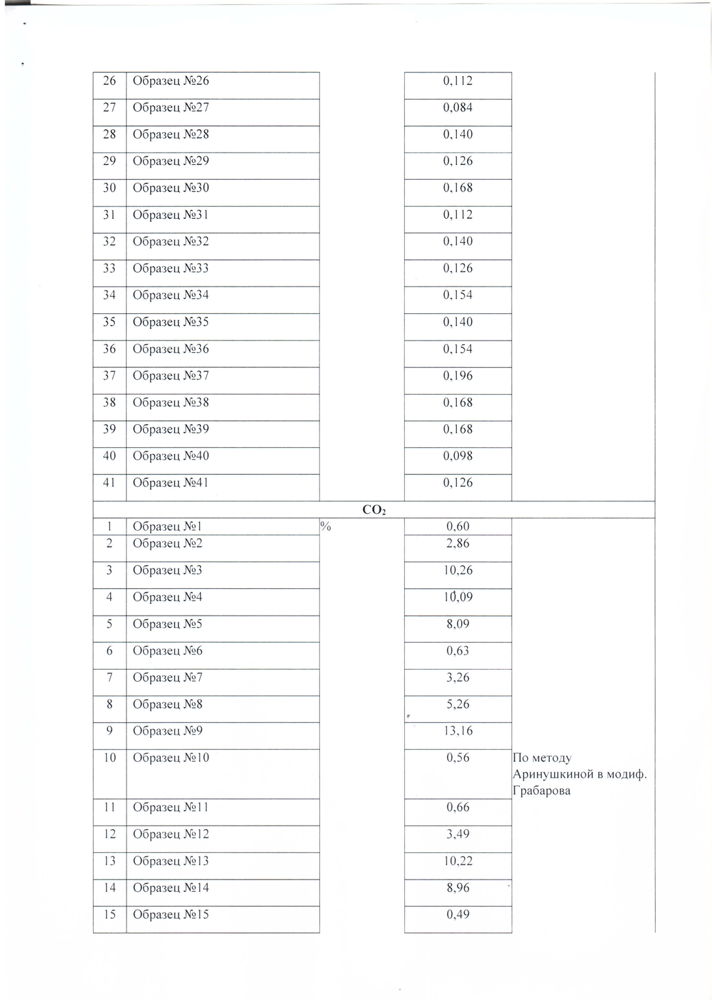 26 Образец №26 0,112
27 Образец №27 0,084
28 Образец №28 0,140
29 Образец №29 0,126
30 Образец №30 0,168
31 Образец №31 0,112
32 Образец №32 0,140
33 Образец №33 0,126
34 Образец №34 0,154
35 Образец №35 0,140
36 Образец №36 0,154
37 Образец №37 0,196
38 Образец №38 0,168
39 Образец №39 0,168
40 Образец №40 0,098
41 Образец №41 0,126
CO₂
1 Образец №1 % 0,60
2 Образец №2 2,86
3 Образец №3 10,26
4 Образец №4 10,09
5 Образец №5 8,09
6 Образец №6 0,63
7 Образец №7 3,26
8 Образец №8 5,26
9 Образец №9 13,16
10 Образец №10 0,56 По методу
Аринушкиной в модиф.
Грабарова
11 Образец №11 0,66
12 Образец №12 3,49
13 Образец №13 10,22
14 Образец №14 8,96
15 Образец №15 0,49